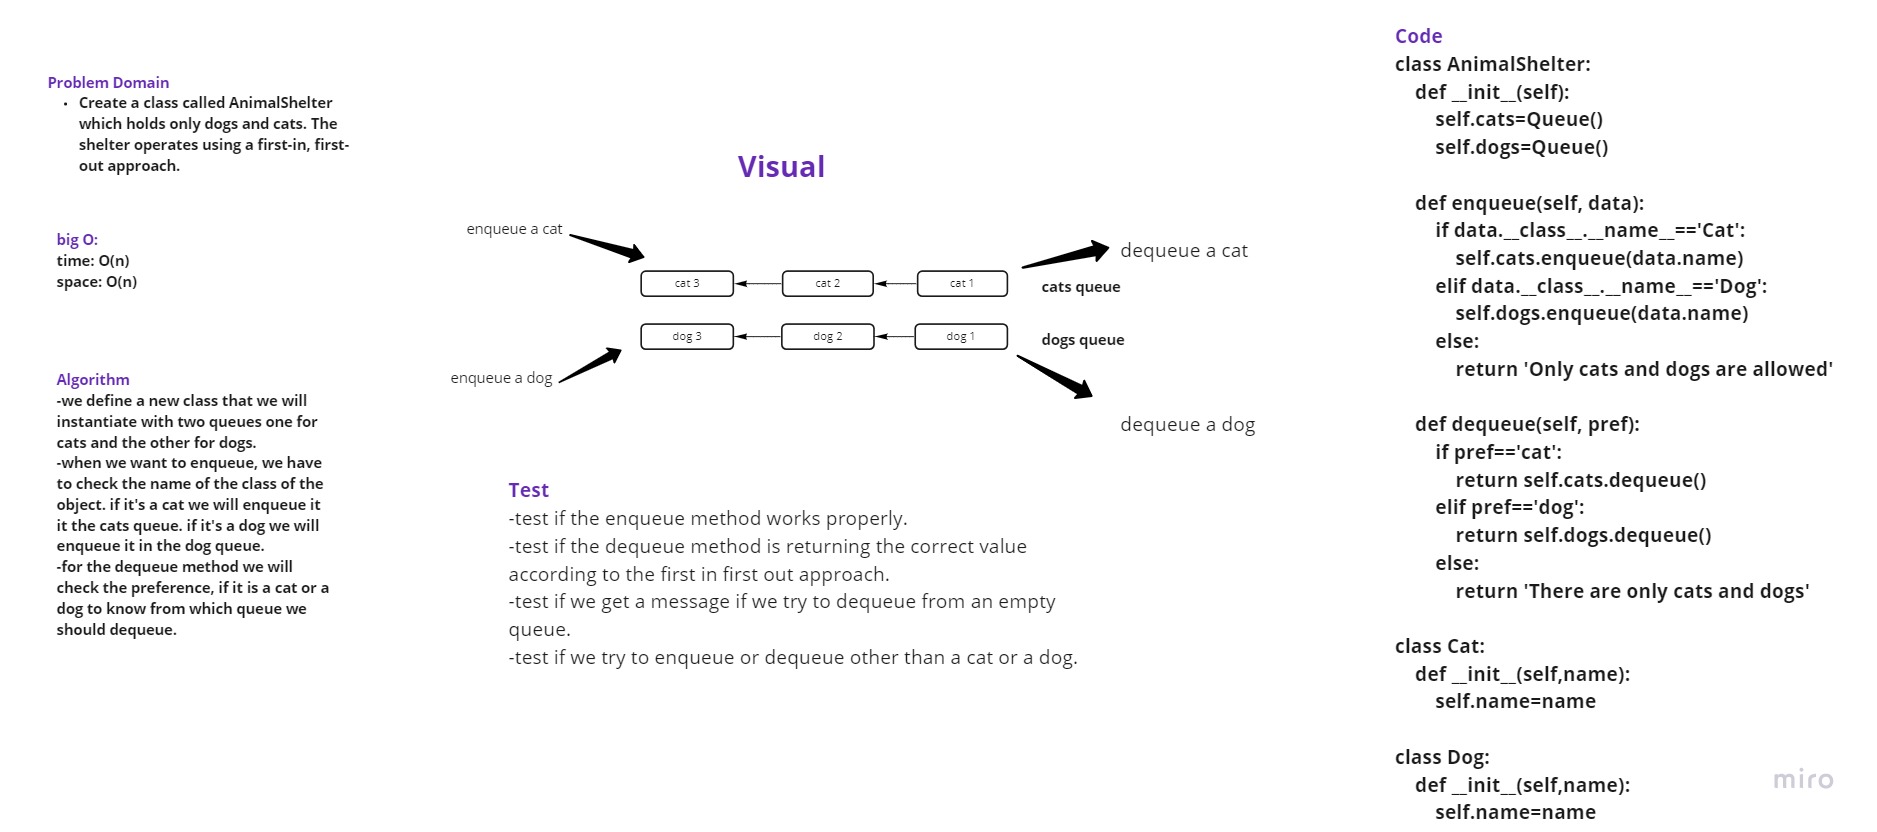 Problem Domain
• Create a class called AnimalShelter
which holds only dogs and cats. The
shelter operates using a first-in, first-
out approach.
big O:
time: O(n)
space: O(n)
Algorithm
-we define a new class that we will
instantiate with two queues one for
cats and the other for dogs.
-when we want to enqueue, we have
to check the name of the class of the
object. if it's a cat we will enqueue it
it the cats queue. if it's a dog we will
enqueue it in the dog queue.
-for the dequeue method we will
check the preference, if it is a cat or a
dog to know from which queue we
should dequeue.
Visual
enqueue a cat
dequeue a cat
cat 3
cat 2
cat 1
cats queue
dog 3
dog 2
dog 1
dogs queue
enqueue a dog
dequeue a dog
Test
-test if the enqueue method works properly.
-test if the dequeue method is returning the correct value
according to the first in first out approach.
-test if we get a message if we try to dequeue from an empty
queue.
-test if we try to enqueue or dequeue other than a cat or a dog.
Code
class AnimalShelter:
def __init__(self):
self.cats=Queue()
self.dogs=Queue()
def enqueue(self, data):
if data.__class__.__name__=='Cat':
self.cats.enqueue(data.name)
elif data.__class__.__name__=='Dog':
self.dogs.enqueue(data.name)
else:
return 'Only cats and dogs are allowed'
def dequeue(self, pref):
if pref=='cat':
return self.cats.dequeue()
elif pref=='dog':
return self.dogs.dequeue()
else:
return 'There are only cats and dogs'
class Cat:
def __init__(self,name):
self.name=name
class Dog:
def __init__(self,name):
self.name=name
miro